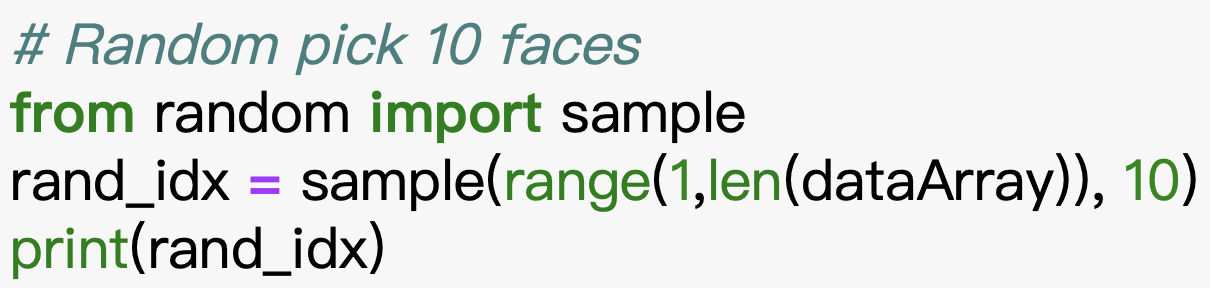 # Random pick 10 faces
from random import sample
rand_idx = sample(range(1,len(dataArray)), 10)
print(rand_idx)